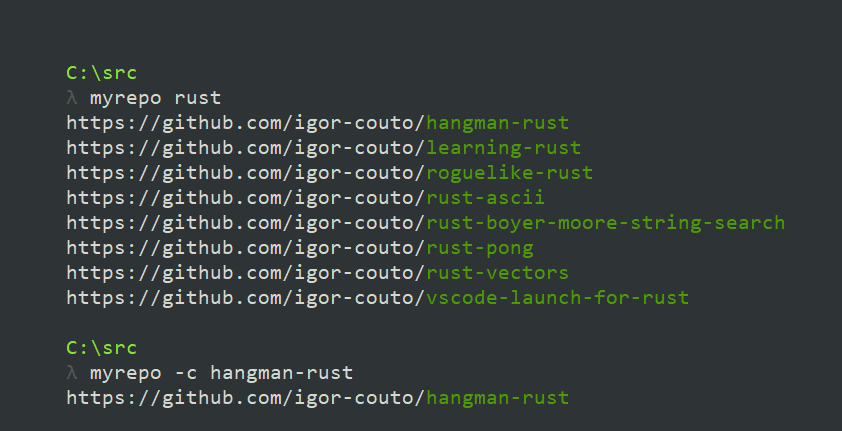 C:\src
λ myrepo rust
https://github.com/igor-couto/hangman-rust
https://github.com/igor-couto/learning-rust
https://github.com/igor-couto/roguelike-rust
https://github.com/igor-couto/rust-ascii
https://github.com/igor-couto/rust-boyer-moore-string-search
https://github.com/igor-couto/rust-pong
https://github.com/igor-couto/rust-vectors
https://github.com/igor-couto/vscode-launch-for-rust
C:\src
λ myrepo -c hangman-rust
https://github.com/igor-couto/hangman-rust